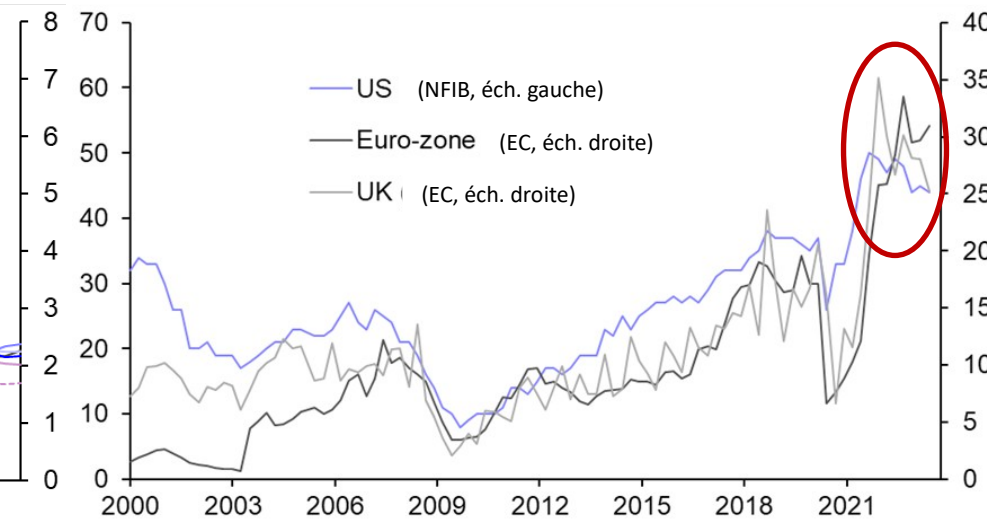 8 70 40
7 60 35
US (NFIB, éch. gauche)
6 50 30
Euro-zone (EC, éch. droite)
5 40 25
UK ( (EC, éch. droite)
4 30 20
3 20 15
2 10 10
1 0 5
0 0
2000 2003 2006 2009 2012 2015 2018 2021